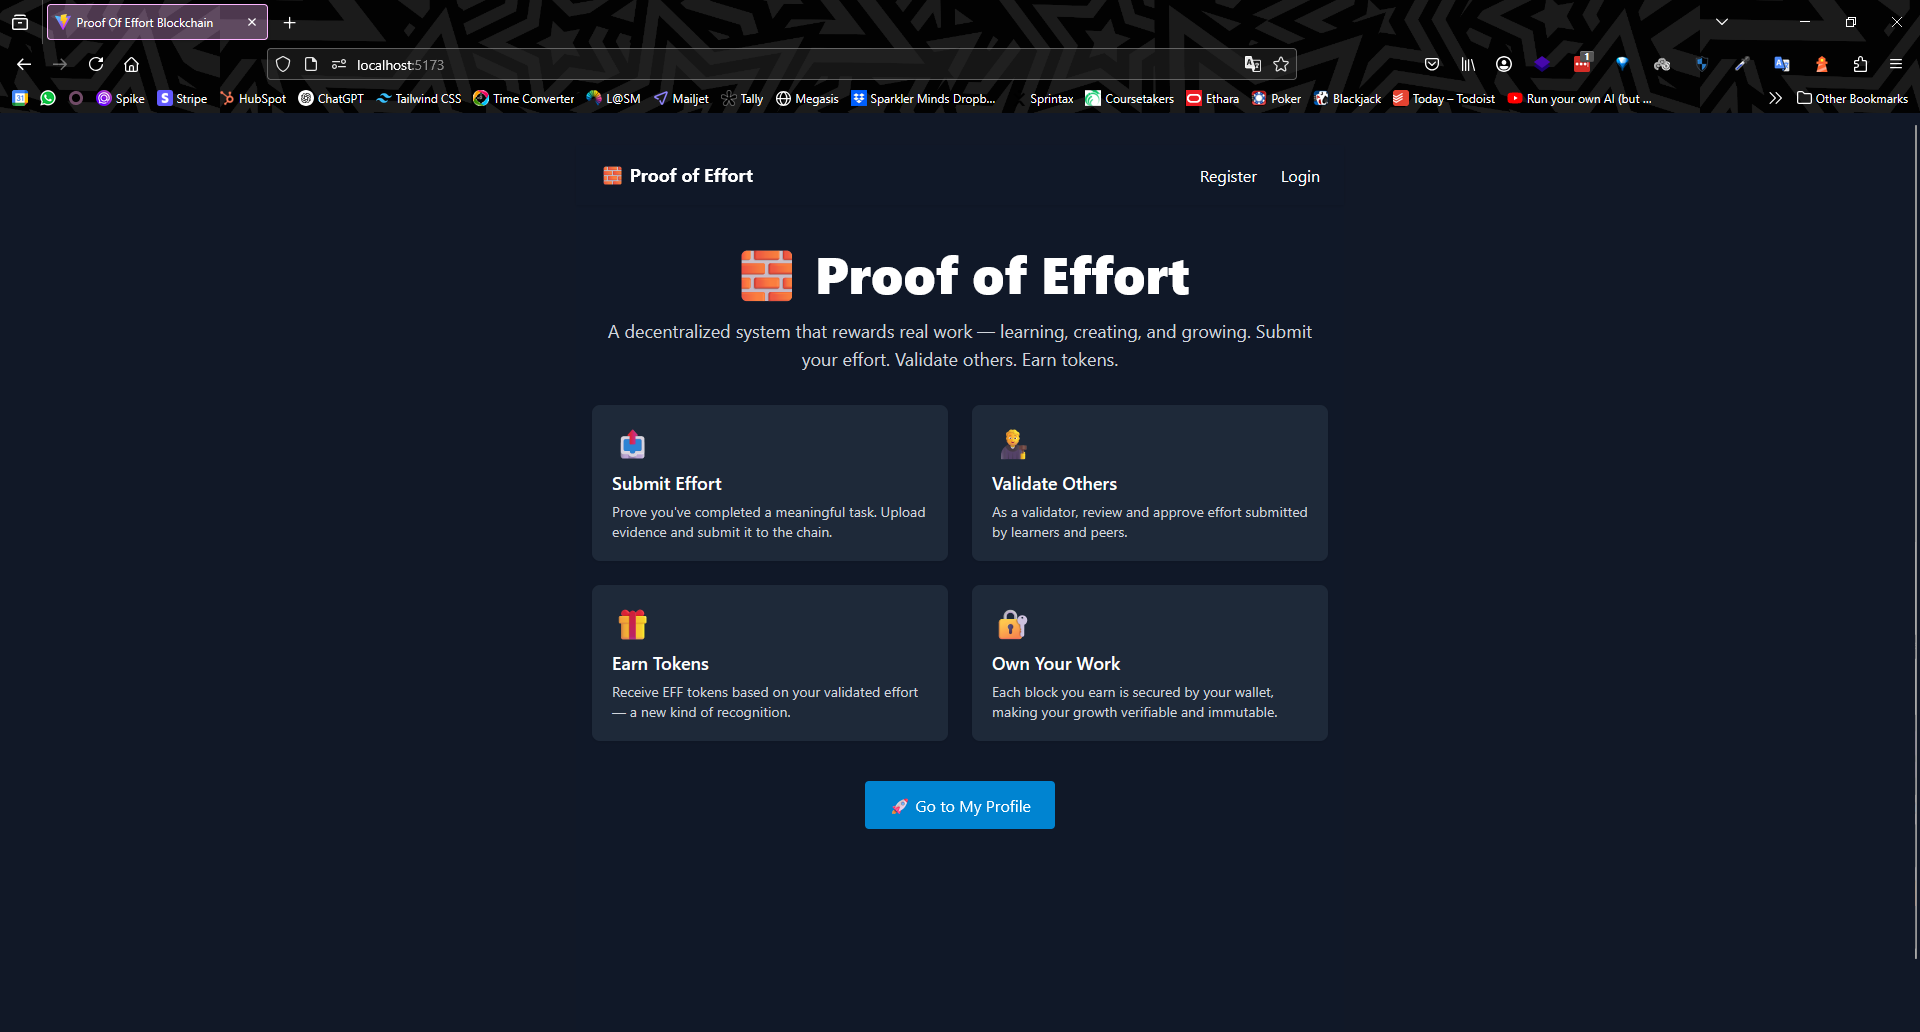 Proof Of Effort Blockchain
localhost:5173
1
Spike
Stripe
HubSpot
ChatGPT
Tailwind CSS
Time Converter
L@SM
Mailjet
Tally
Megasis
Sparkler Minds Dropb...
Sprintax
Coursetakers
Ethara
Poker
Blackjack
Today – Todoist
Run your own AI (but ...
Other Bookmarks
Proof of Effort
Register
Login
Proof of Effort
A decentralized system that rewards real work — learning, creating, and growing. Submit
your effort. Validate others. Earn tokens.
Submit Effort
Prove you've completed a meaningful task. Upload
evidence and submit it to the chain.
Validate Others
As a validator, review and approve effort submitted
by learners and peers.
Earn Tokens
Receive EFF tokens based on your validated effort
— a new kind of recognition.
Own Your Work
Each block you earn is secured by your wallet,
making your growth verifiable and immutable.
Go to My Profile